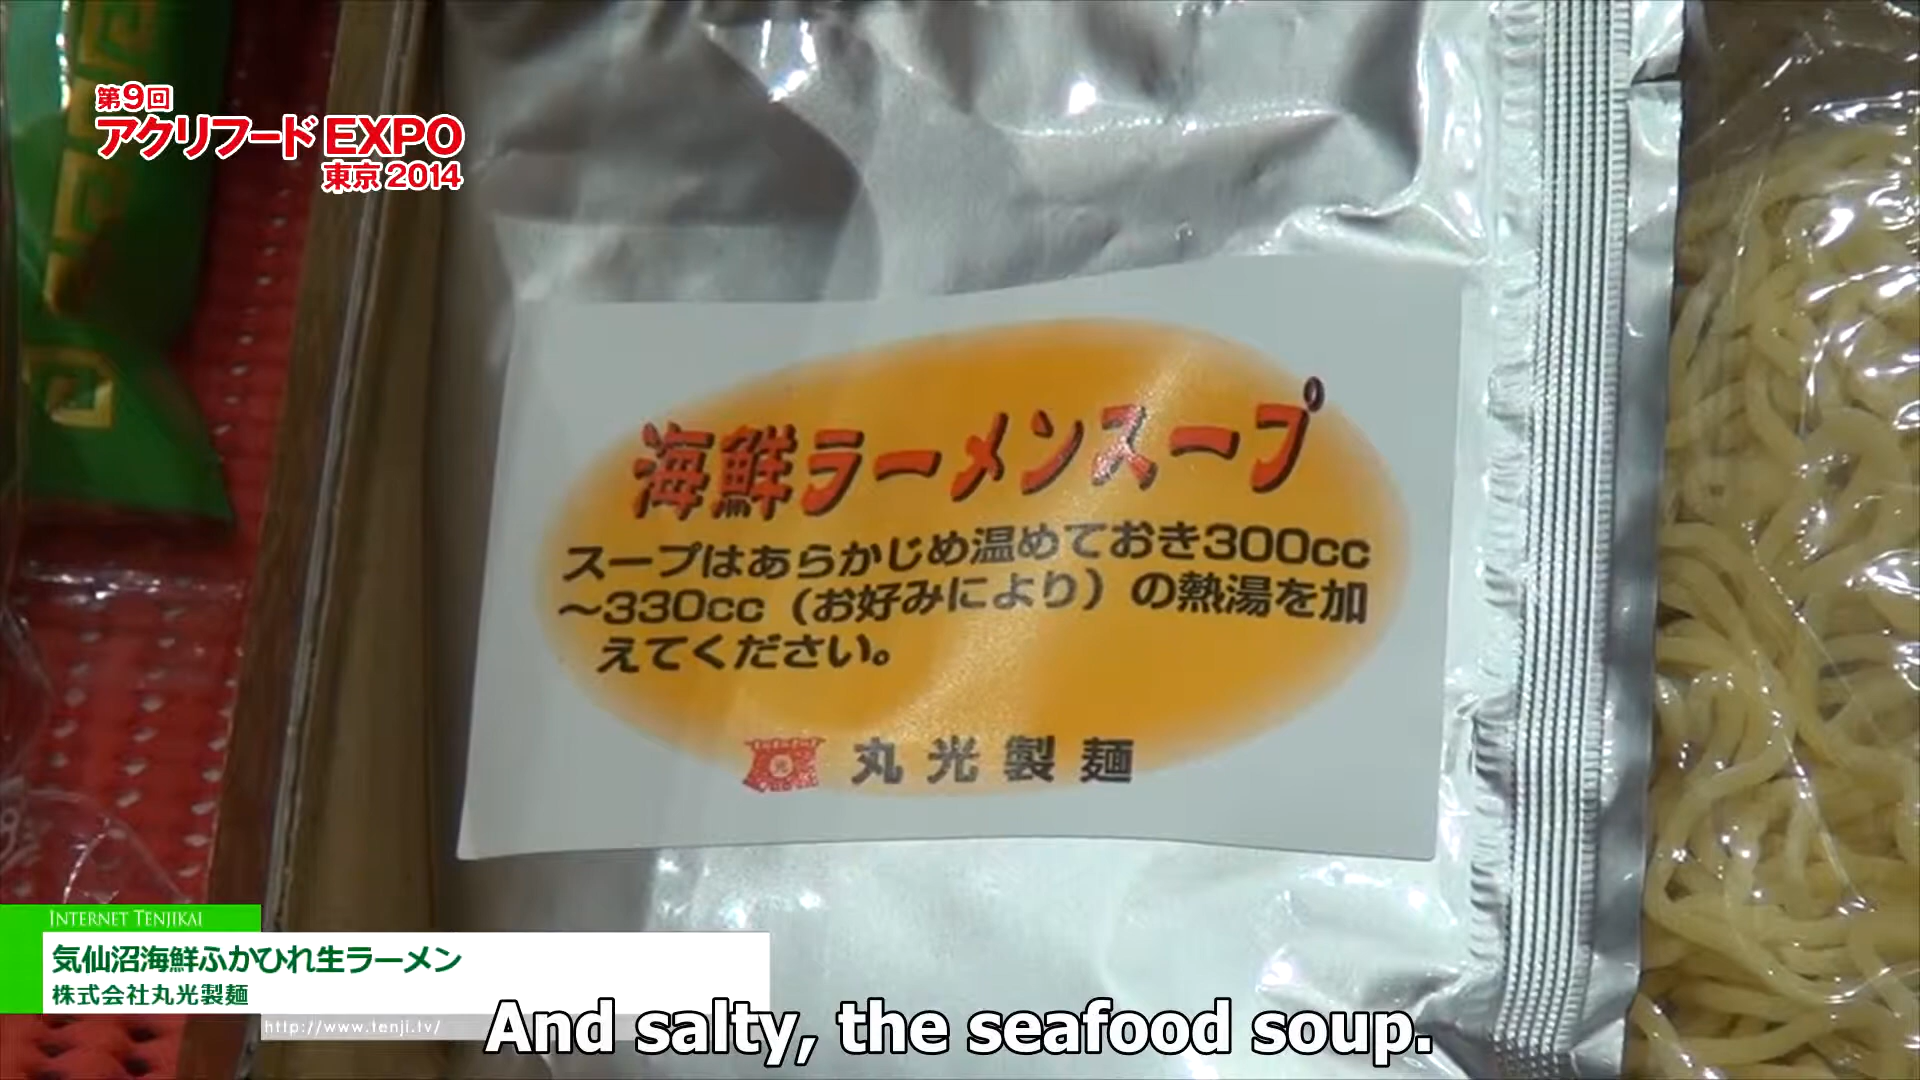 第9回
アグリフードEXPO
東京2014
海鮮ラーメンスープ
スープはあらかじめ温めておき300cc
～330cc（お好みにより）の熱湯を加
えてください。
丸光製麺
INTERNET TENJIKAI
気仙沼海鮮ふかひれ生ラーメン
株式会社丸光製麺
http://www.tenji.tv/
And salty, the seafood soup.